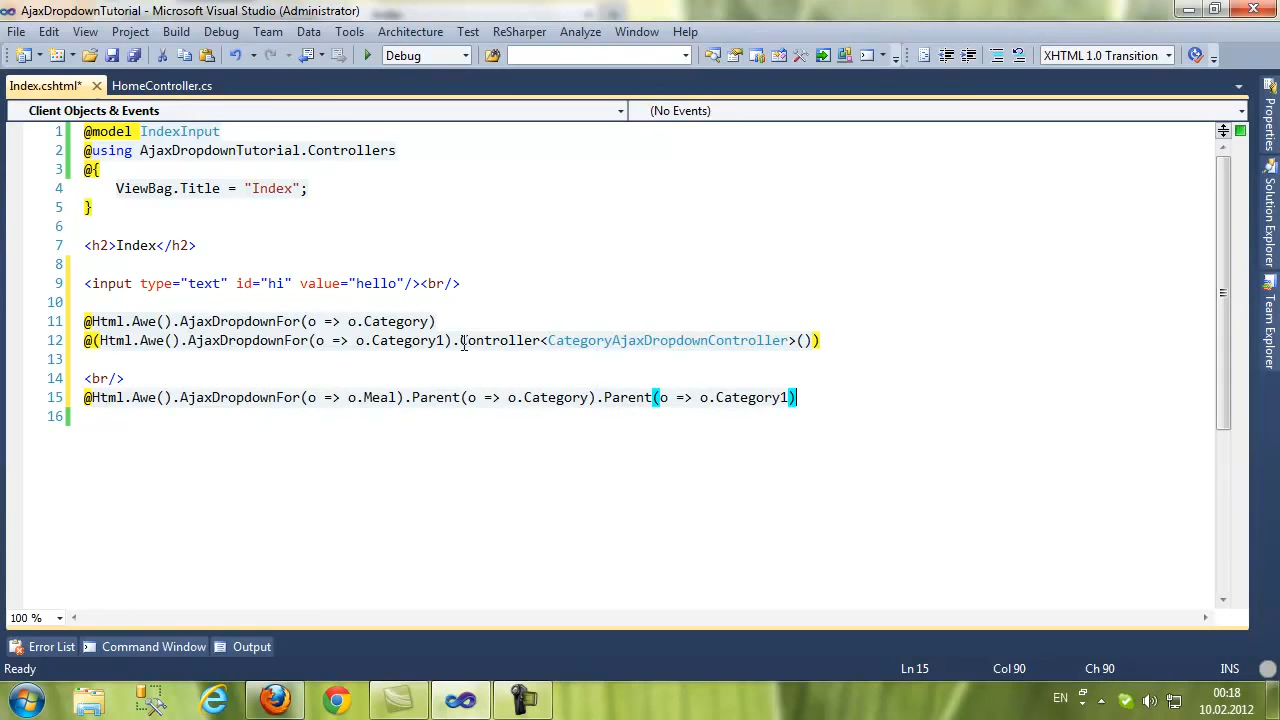 AjaxDropdownTutorial - Microsoft Visual Studio (Administrator)
File Edit View Project Build Debug Team Data Tools Architecture Test ReSharper Analyze Window Help
Debug XHTML 1.0 Transition
Index.cshtml* HomeController.cs
Client Objects & Events (No Events)
1 @model IndexInput
2 @using AjaxDropdownTutorial.Controllers
3 @{
4 ViewBag.Title = "Index";
5 }
6
7 <h2>Index</h2>
8
9 <input type="text" id="hi" value="hello"/><br/>
10
11 @Html.Awe().AjaxDropdownFor(o => o.Category)
12 @(Html.Awe().AjaxDropdownFor(o => o.Category1).Controller<CategoryAjaxDropdownController>())
13
14 <br/>
15 @Html.Awe().AjaxDropdownFor(o => o.Meal).Parent(o => o.Category).Parent(o => o.Category1)
16
Properties
Solution Explorer
Team Explorer
100 %
Error List Command Window Output
Ready Ln 15 Col 90 Ch 90 INS
EN 00:18
10.02.2012